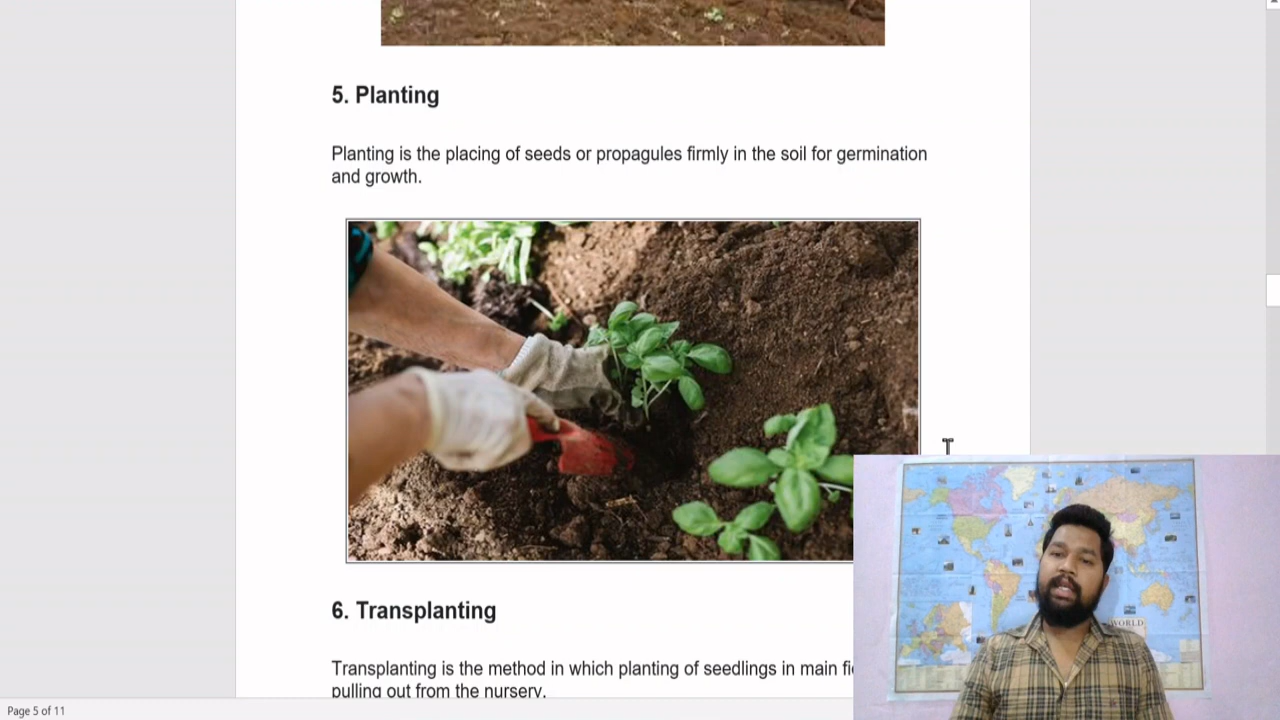 5. Planting
Planting is the placing of seeds or propagules firmly in the soil for germination
and growth.
6. Transplanting
Transplanting is the method in which planting of seedlings in main
pulling out from the nursery.
WORLD
Page 5 of 11